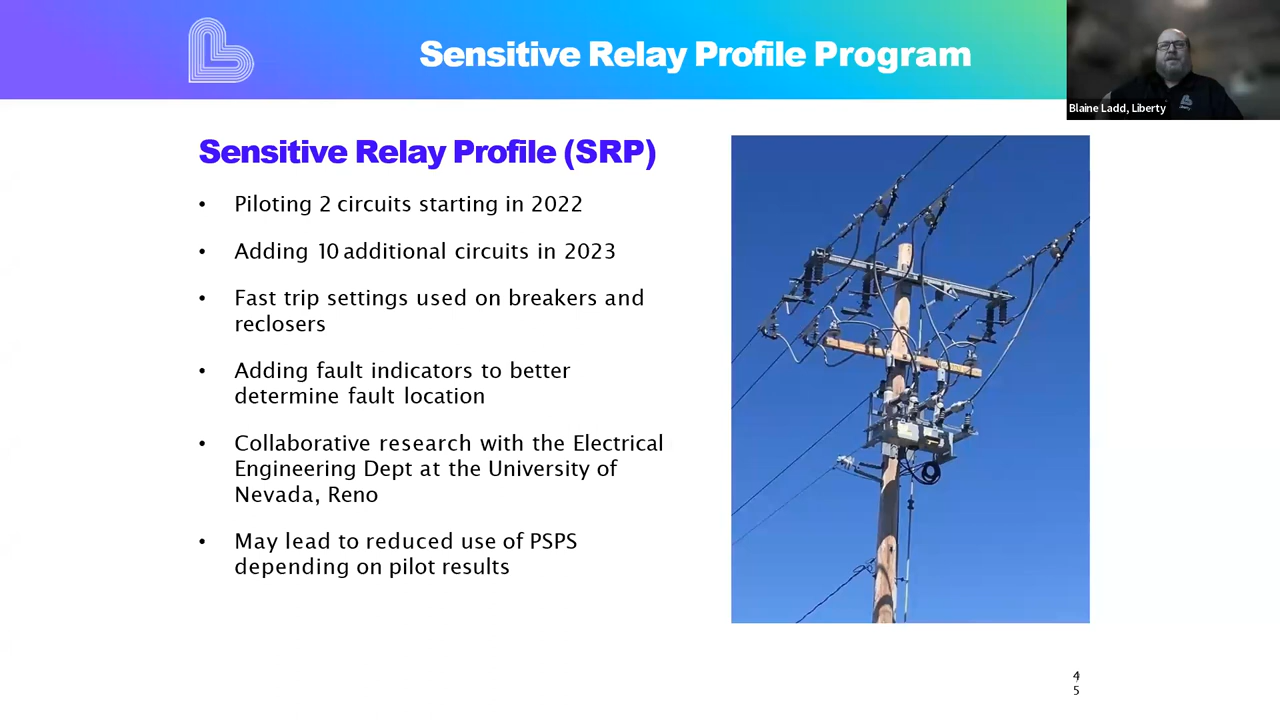 Sensitive Relay Profile Program
Blaine Ladd, Liberty
Sensitive Relay Profile (SRP)
• Piloting 2 circuits starting in 2022
• Adding 10 additional circuits in 2023
• Fast trip settings used on breakers and
reclosers
• Adding fault indicators to better
determine fault location
• Collaborative research with the Electrical
Engineering Dept at the University of
Nevada, Reno
• May lead to reduced use of PSPS
depending on pilot results
4
5